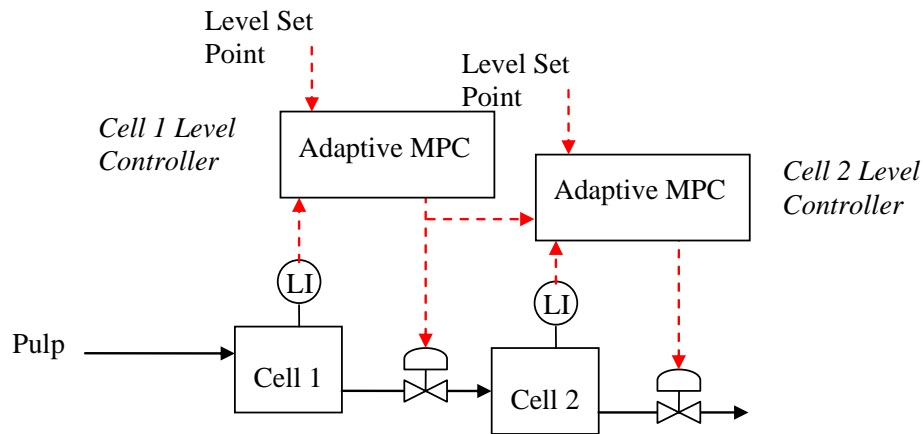 Level Set
Point
Level Set
Point
Cell 1 Level
Controller
Adaptive MPC
Adaptive MPC
Cell 2 Level
Controller
LI
LI
Pulp
Cell 1
Cell 2